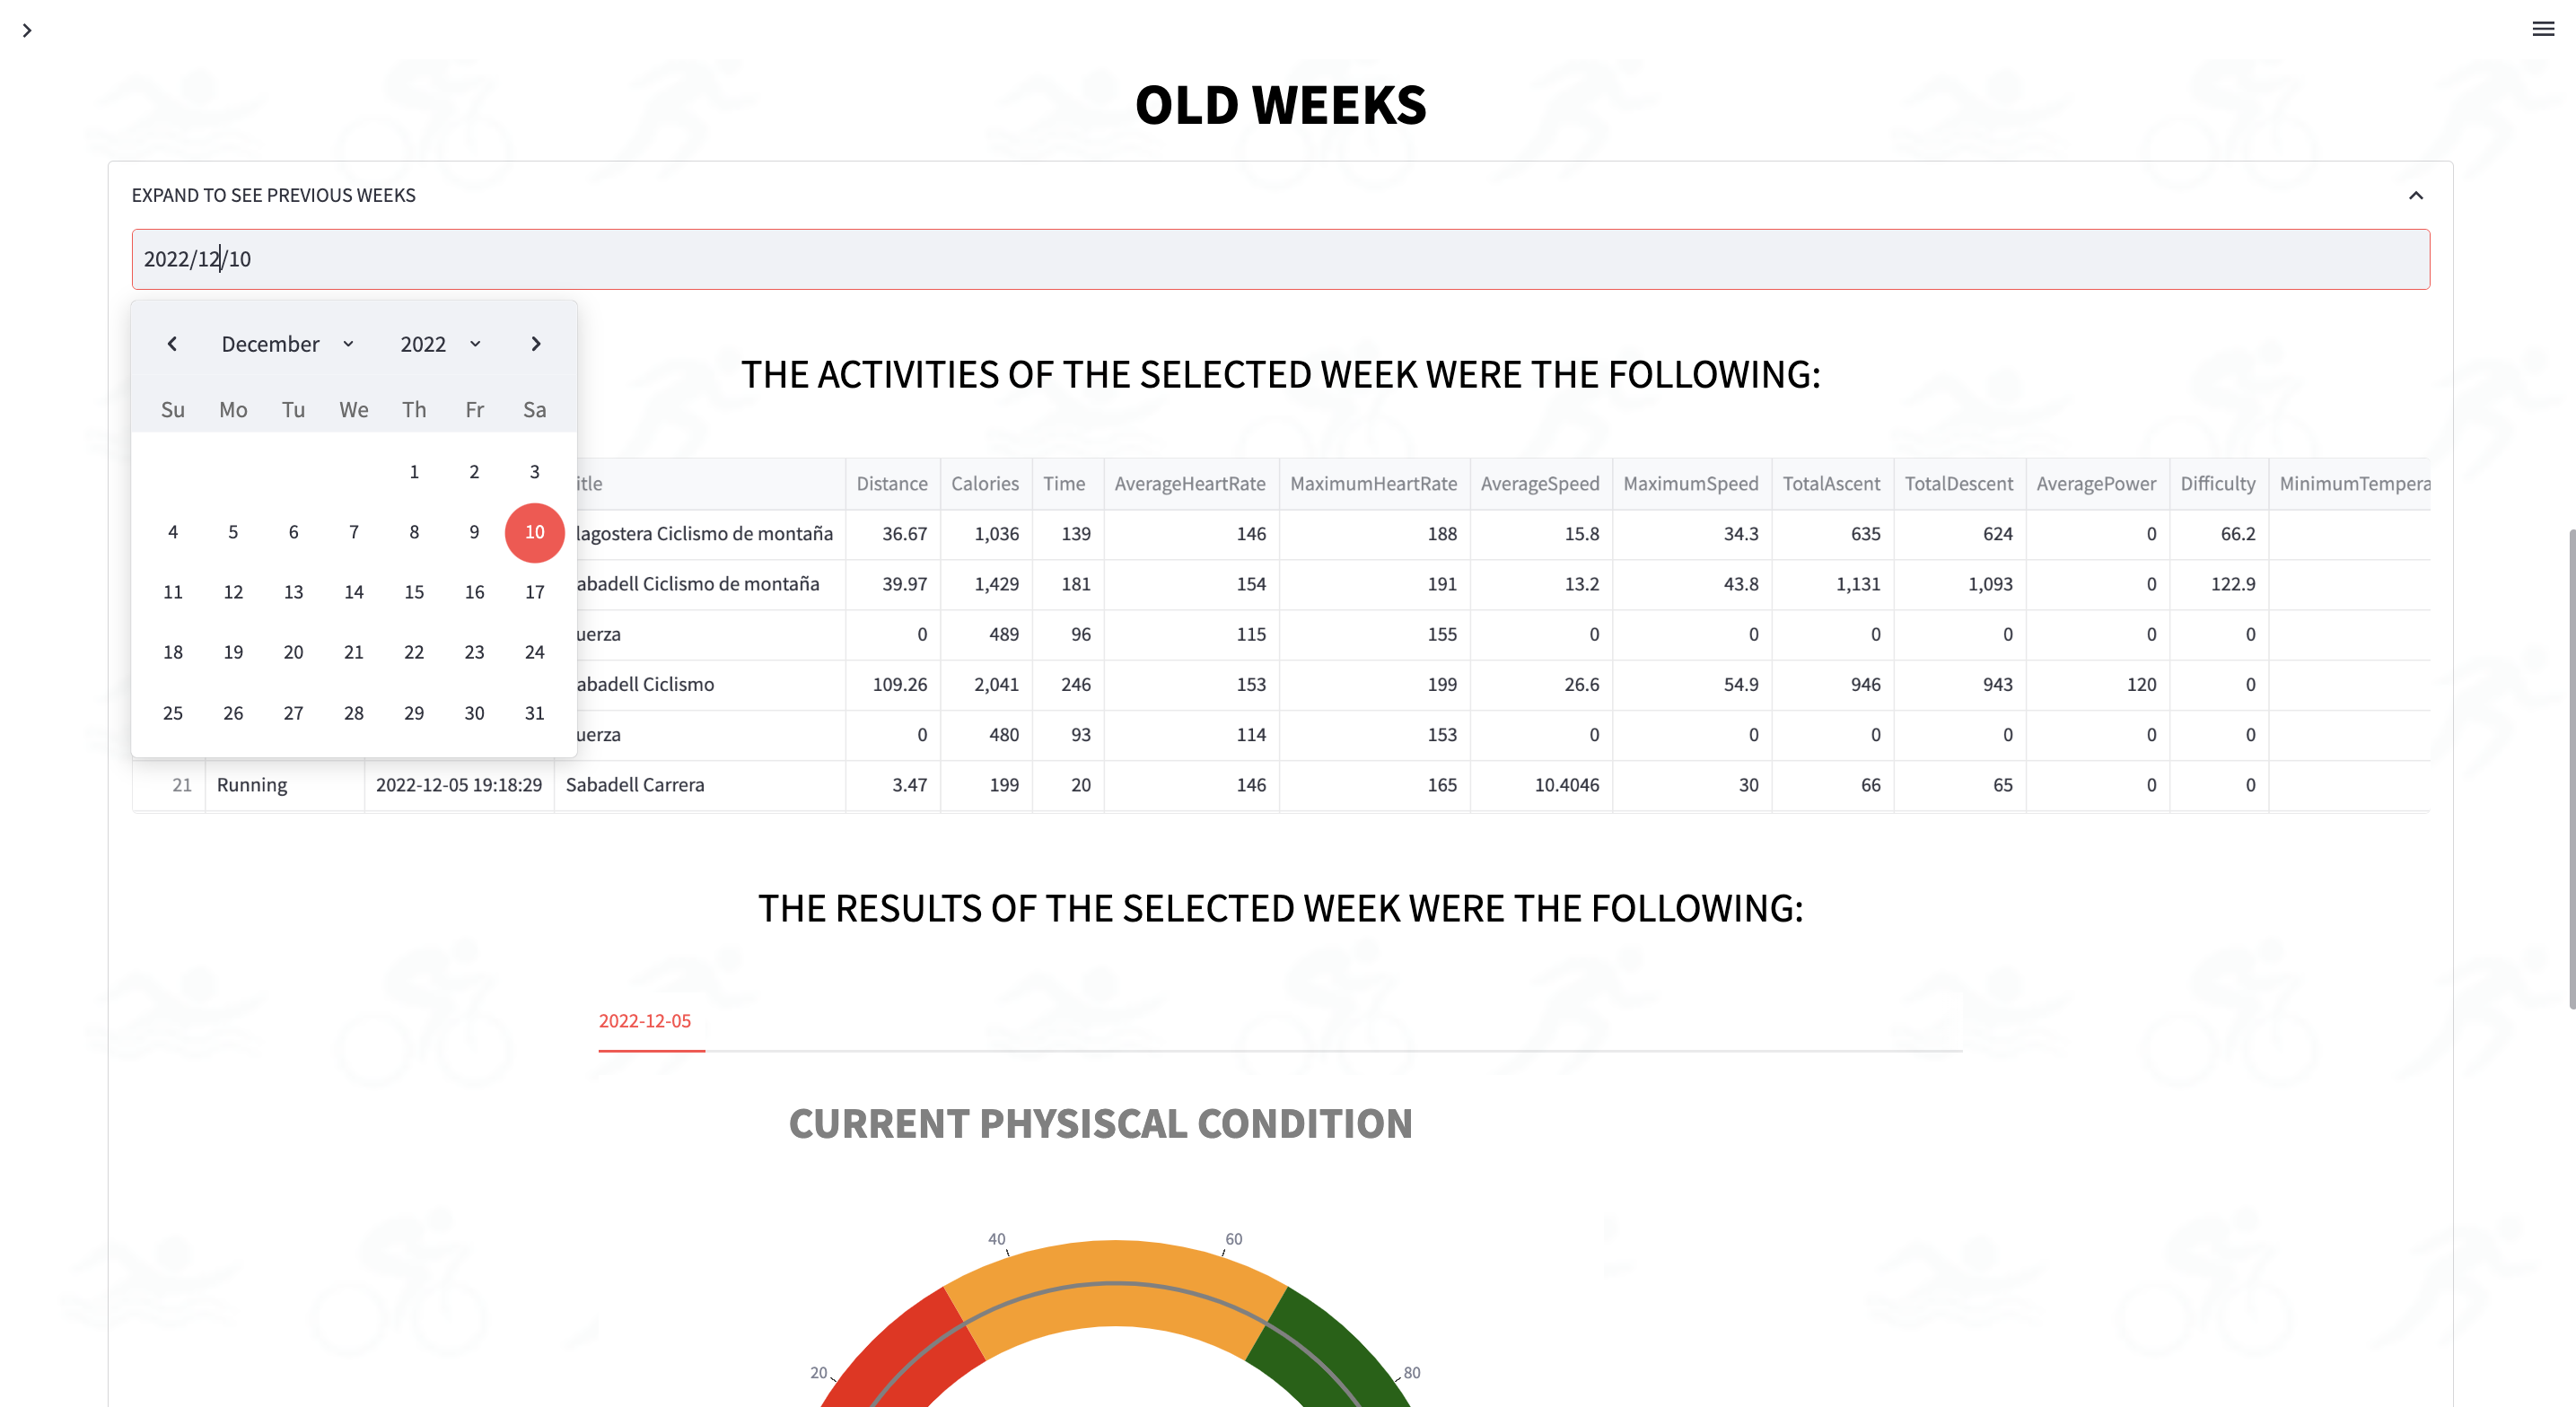 OLD WEEKS
EXPAND TO SEE PREVIOUS WEEKS
2022/12/10
December 2022
Su Mo Tu We Th Fr Sa
1 2 3
4 5 6 7 8 9 10
11 12 13 14 15 16 17
18 19 20 21 22 23 24
25 26 27 28 29 30 31
THE ACTIVITIES OF THE SELECTED WEEK WERE THE FOLLOWING:
itle Distance Calories Time AverageHeartRate MaximumHeartRate AverageSpeed MaximumSpeed TotalAscent TotalDescent AveragePower Difficulty MinimumTempera
lagostera Ciclismo de montaña 36.67 1,036 139 146 188 15.8 34.3 635 624 0 66.2
abadell Ciclismo de montaña 39.97 1,429 181 154 191 13.2 43.8 1,131 1,093 0 122.9
uerza 0 489 96 115 155 0 0 0 0 0 0
abadell Ciclismo 109.26 2,041 246 153 199 26.6 54.9 946 943 120 0
uerza 0 480 93 114 153 0 0 0 0 0 0
21 Running 2022-12-05 19:18:29 Sabadell Carrera 3.47 199 20 146 165 10.4046 30 66 65 0 0
THE RESULTS OF THE SELECTED WEEK WERE THE FOLLOWING:
2022-12-05
CURRENT PHYSISCAL CONDITION
40 60
20 80